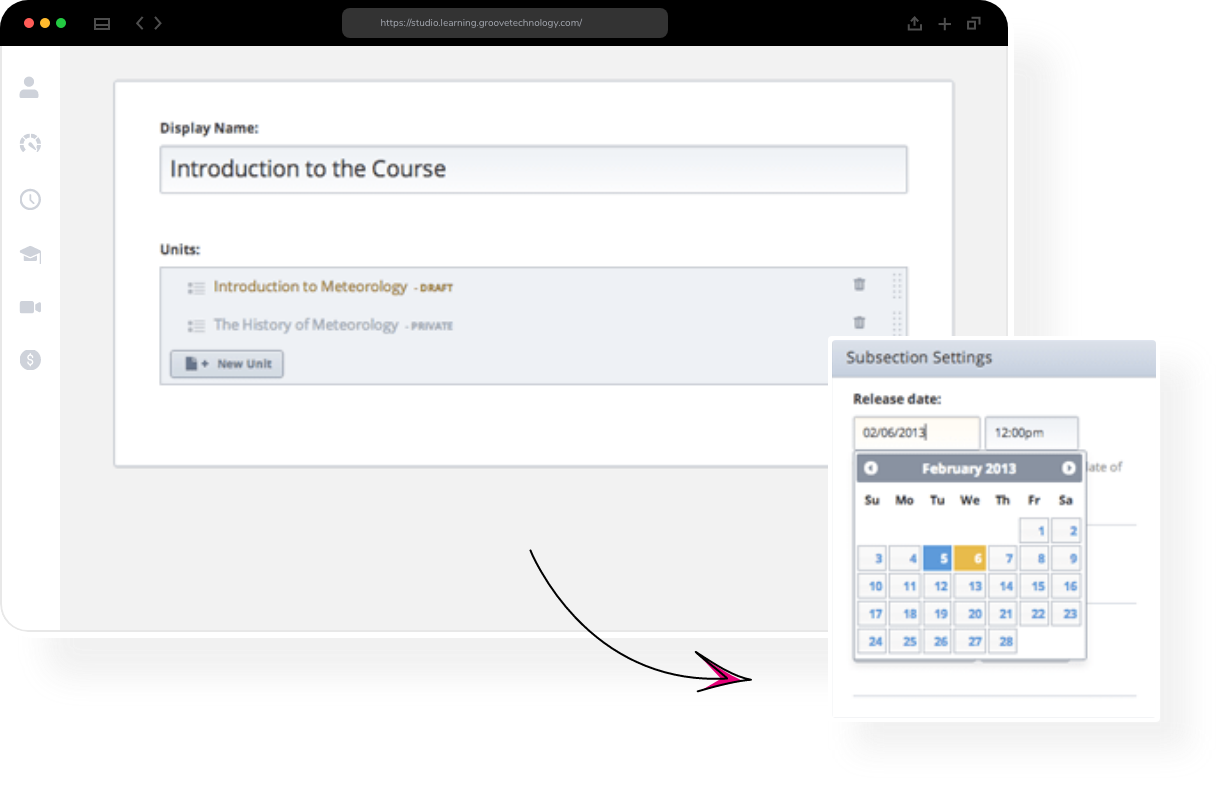 https://studio.learning.groovetechnology.com/
Display Name:
Introduction to the Course
Units:
Introduction to Meteorology - DRAFT
The History of Meteorology - PRIVATE
+ New Unit
Subsection Settings
Release date:
02/06/2013 12:00pm
February 2013
of
Su Mo Tu We Th Fr Sa
1 2
3 4 5 6 7 8 9
10 11 12 13 14 15 16
17 18 19 20 21 22 23
24 25 26 27 28
$